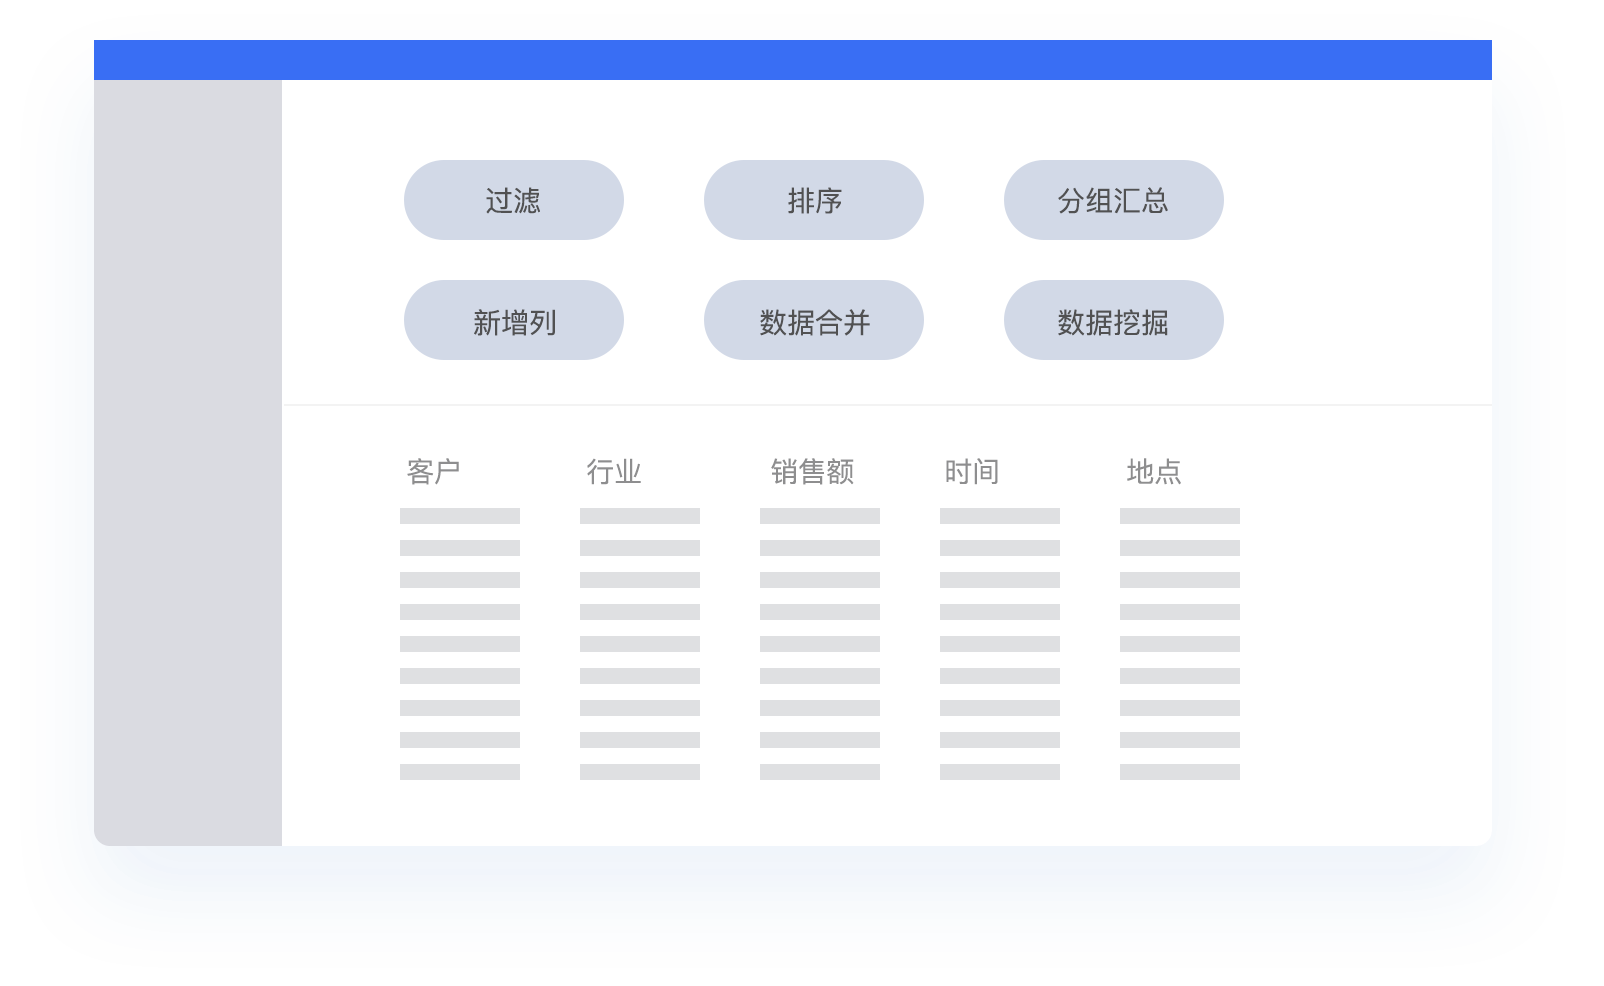 过滤 排序 分组汇总
新增列 数据合并 数据挖掘
客户 行业 销售额 时间 地点